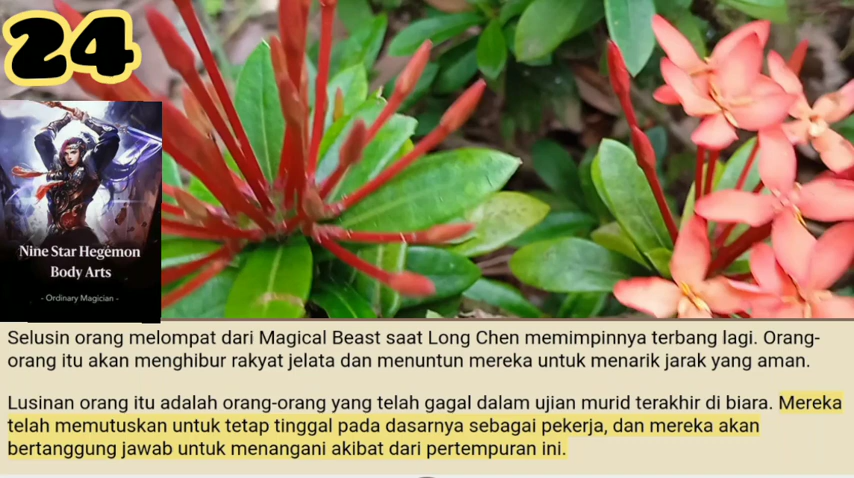 24
Nine Star Hegemon
Body Arts
- Ordinary Magician -
Selusin orang melompat dari Magical Beast saat Long Chen memimpinnya terbang lagi. Orang-
orang itu akan menghibur rakyat jelata dan menuntun mereka untuk menarik jarak yang aman.
Lusinan orang itu adalah orang-orang yang telah gagal dalam ujian murid terakhir di biara. Mereka
telah memutuskan untuk tetap tinggal pada dasarnya sebagai pekerja, dan mereka akan
bertanggung jawab untuk menangani akibat dari pertempuran ini.